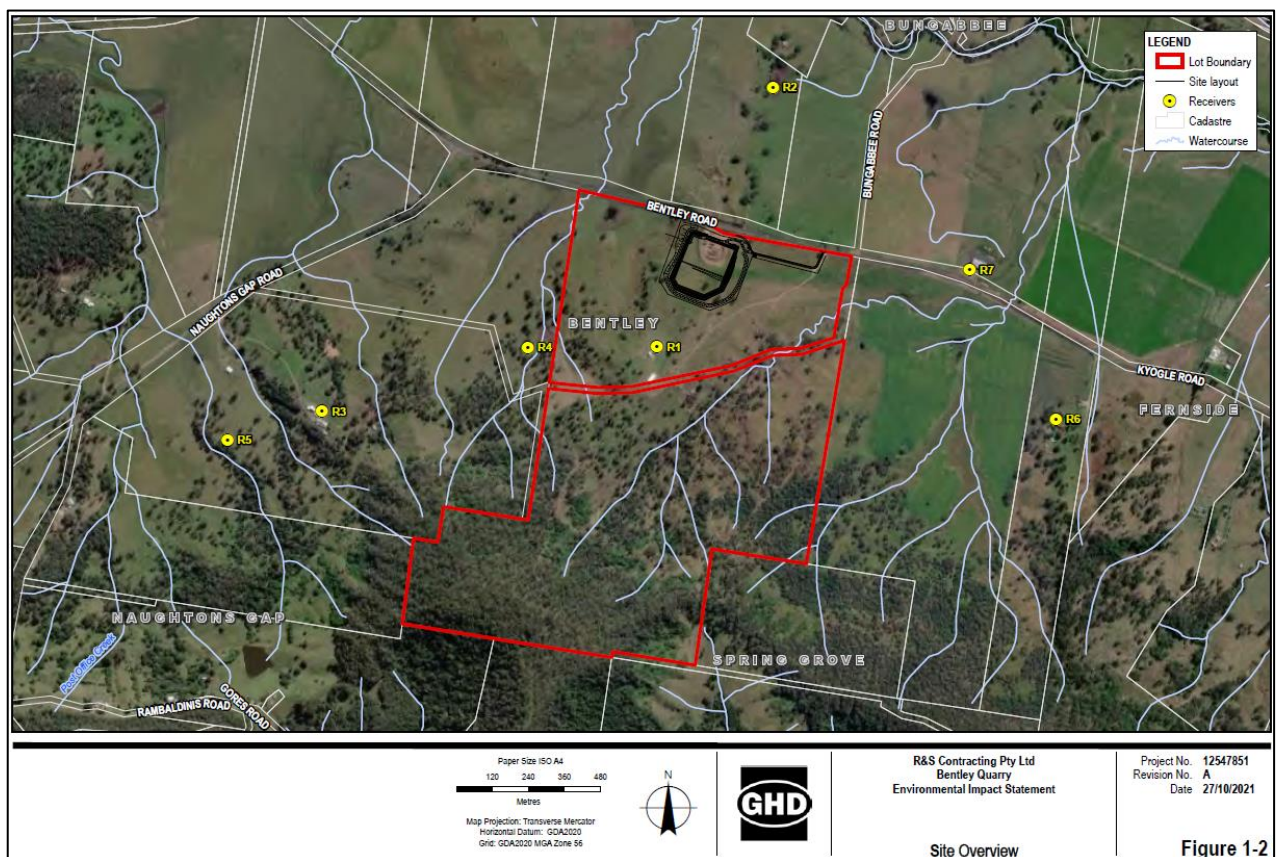 BUNGABBEE
LEGEND
Lot Boundary
Site layout
Receivers
Cadastre
Watercourse
R2
BUNGABBEE ROAD
BENTLEY ROAD
R7
NAUGHTONS GAP ROAD
BENTLEY
R4
R1
KYOGLE ROAD
R3
R6
FERNSIDE
R5
NAUGHTONS GAP
SPRING GROVE
Post Office Creek
GORES ROAD
RAMBALDINIS ROAD
Paper Size ISO A4
120 240 360 480
Metres
Map Projection: Transverse Mercator
Horizontal Datum: GDA2020
Grid: GDA2020 MGA Zone 56
N
GHD
R&S Contracting Pty Ltd
Bentley Quarry
Environmental Impact Statement
Site Overview
Project No. 12547851
Revision No. A
Date 27/10/2021
Figure 1-2